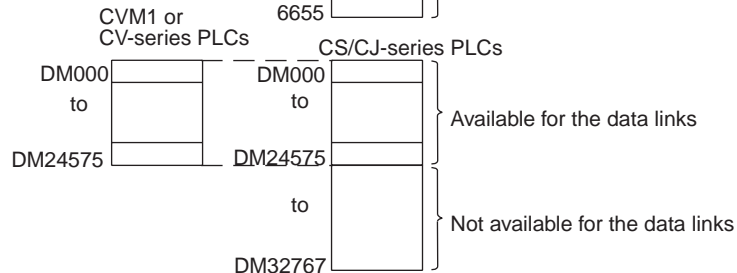 6655
CVM1 or
CV-series PLCs
CS/CJ-series PLCs
DM000
DM000
to
to
Available for the data links
DM24575
DM24575
to
Not available for the data links
DM32767